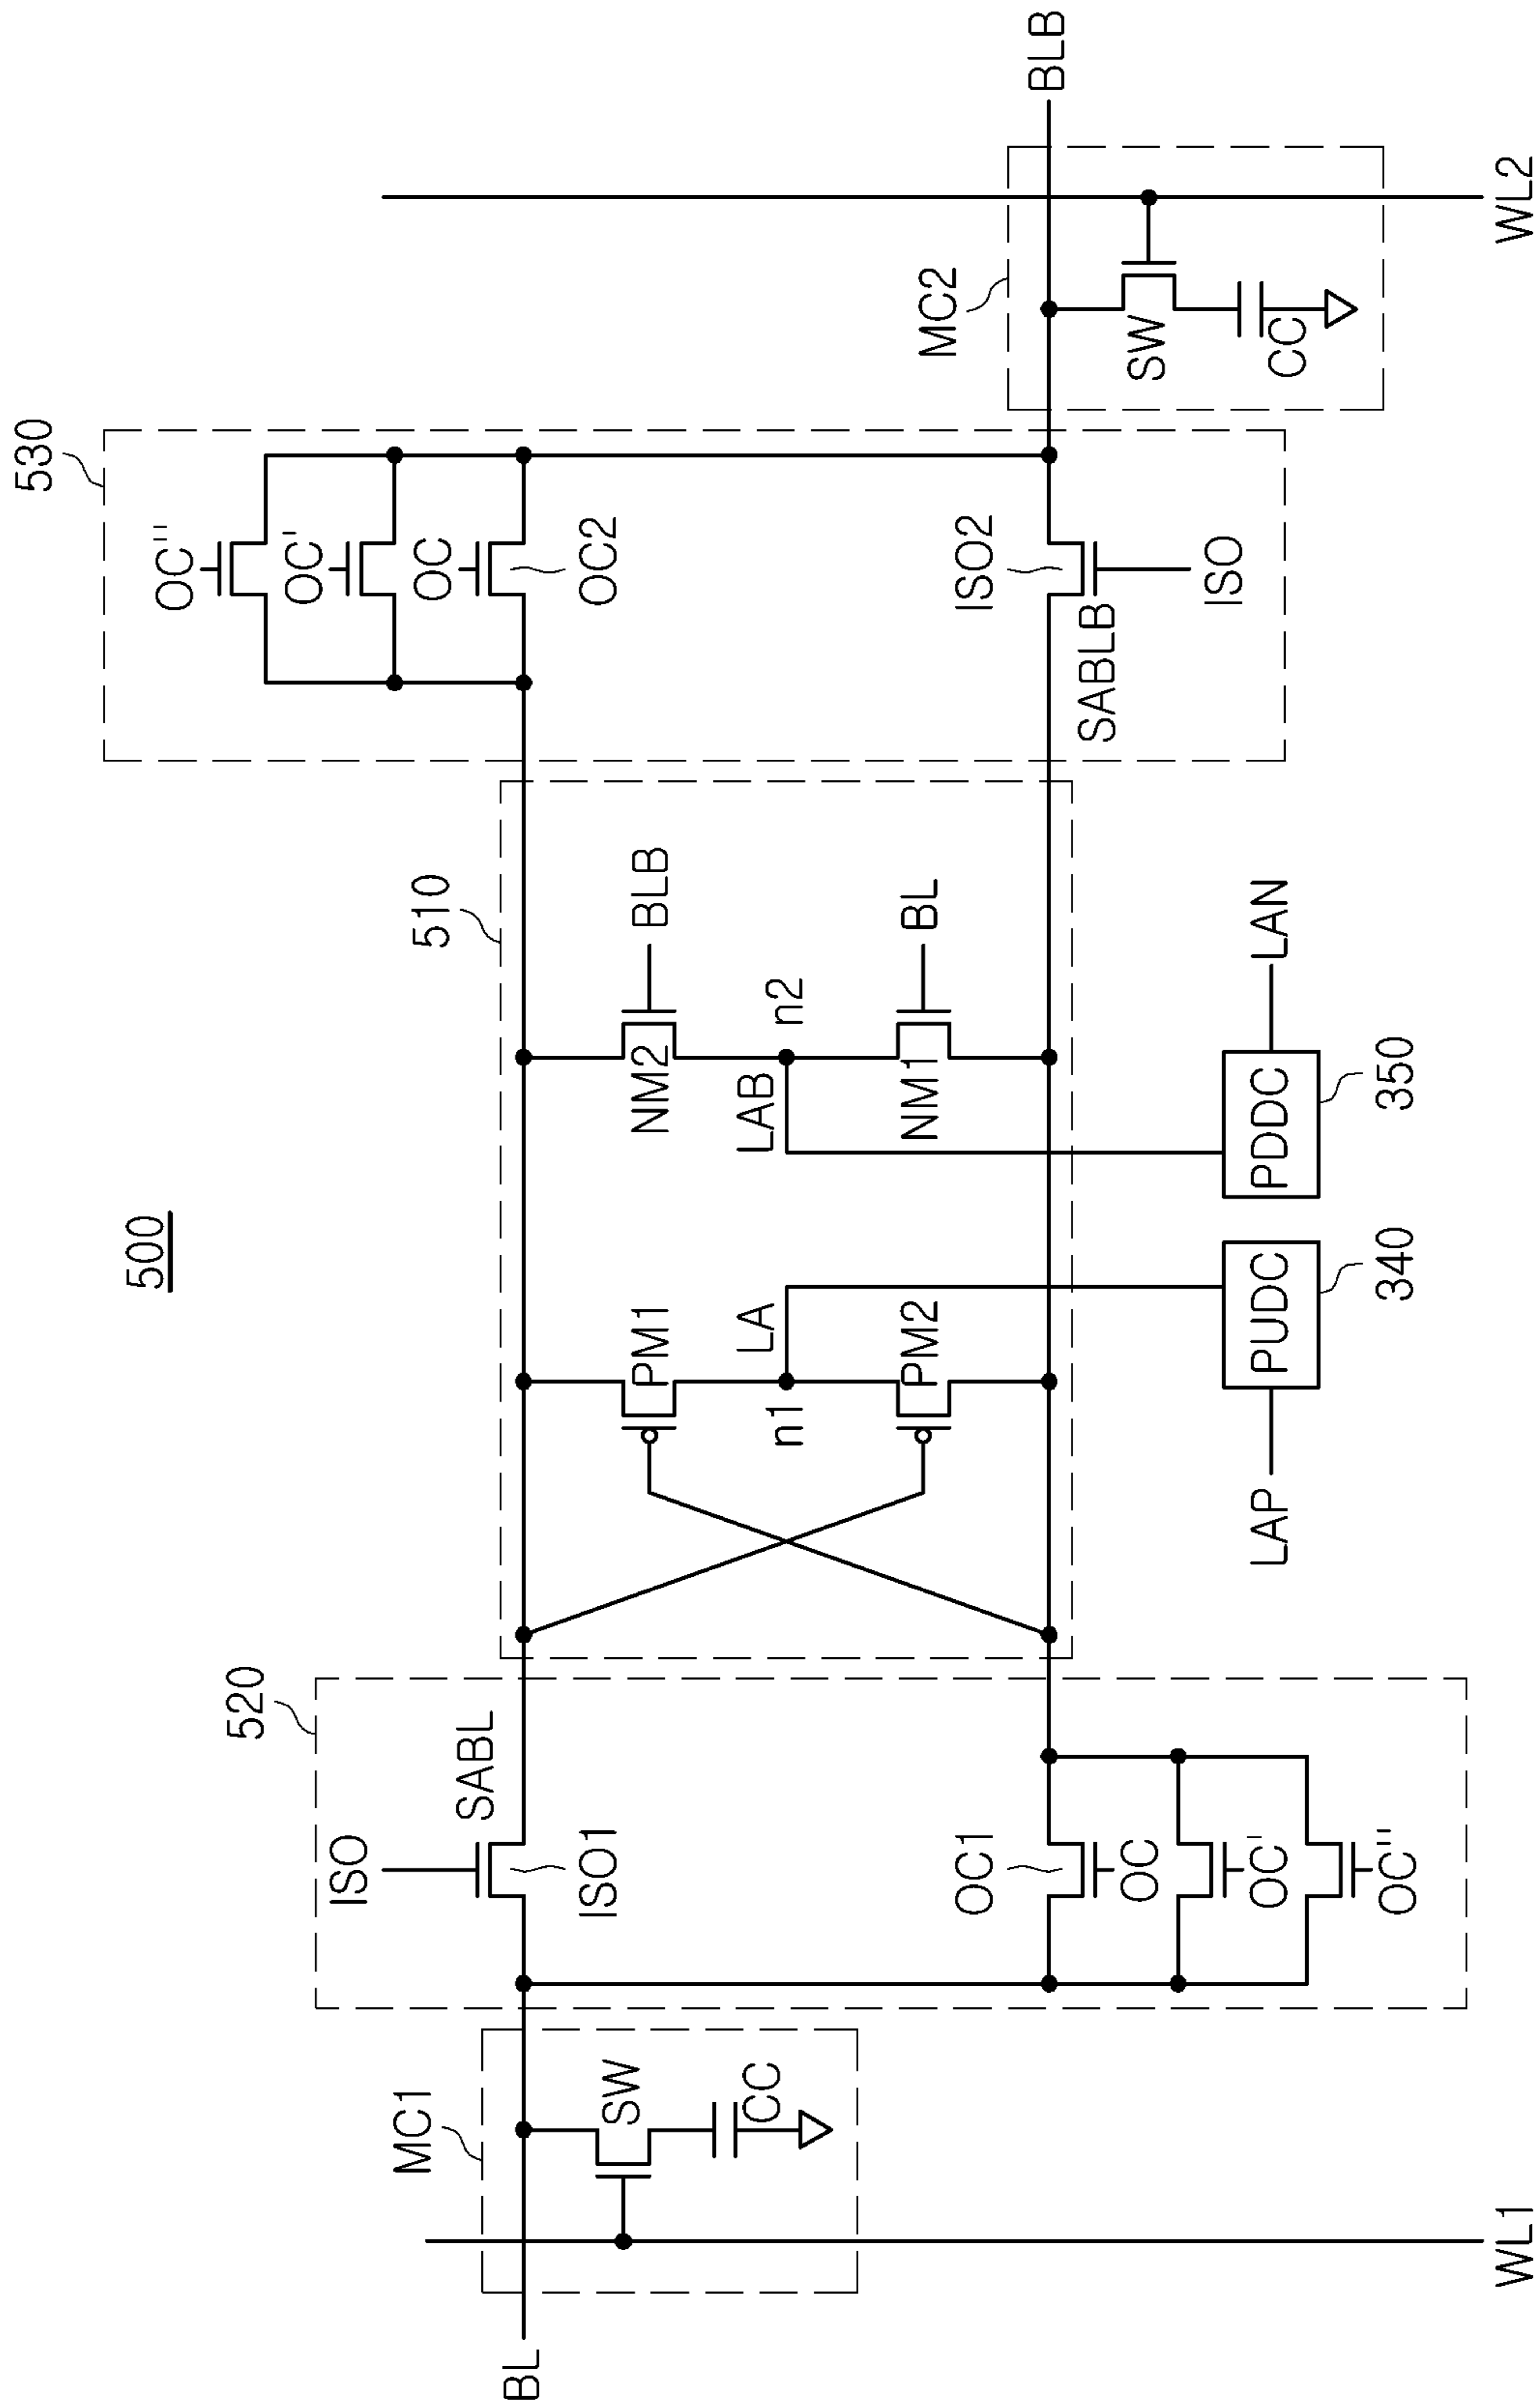 500
530
OC"
OC'
OC
OC2
520
ISO
SABL
ISO1
510
MC1
SW
CC
BL
PM1
LA
n1
PM2
NM2
BLB
LAB
n2
NM1
BL
ISO2
SABLB
ISO
MC2
SW
CC
BLB
OC1
OC
OC'
OC"
LAP
PUDC
340
PDDC
350
LAN
WL1
WL2